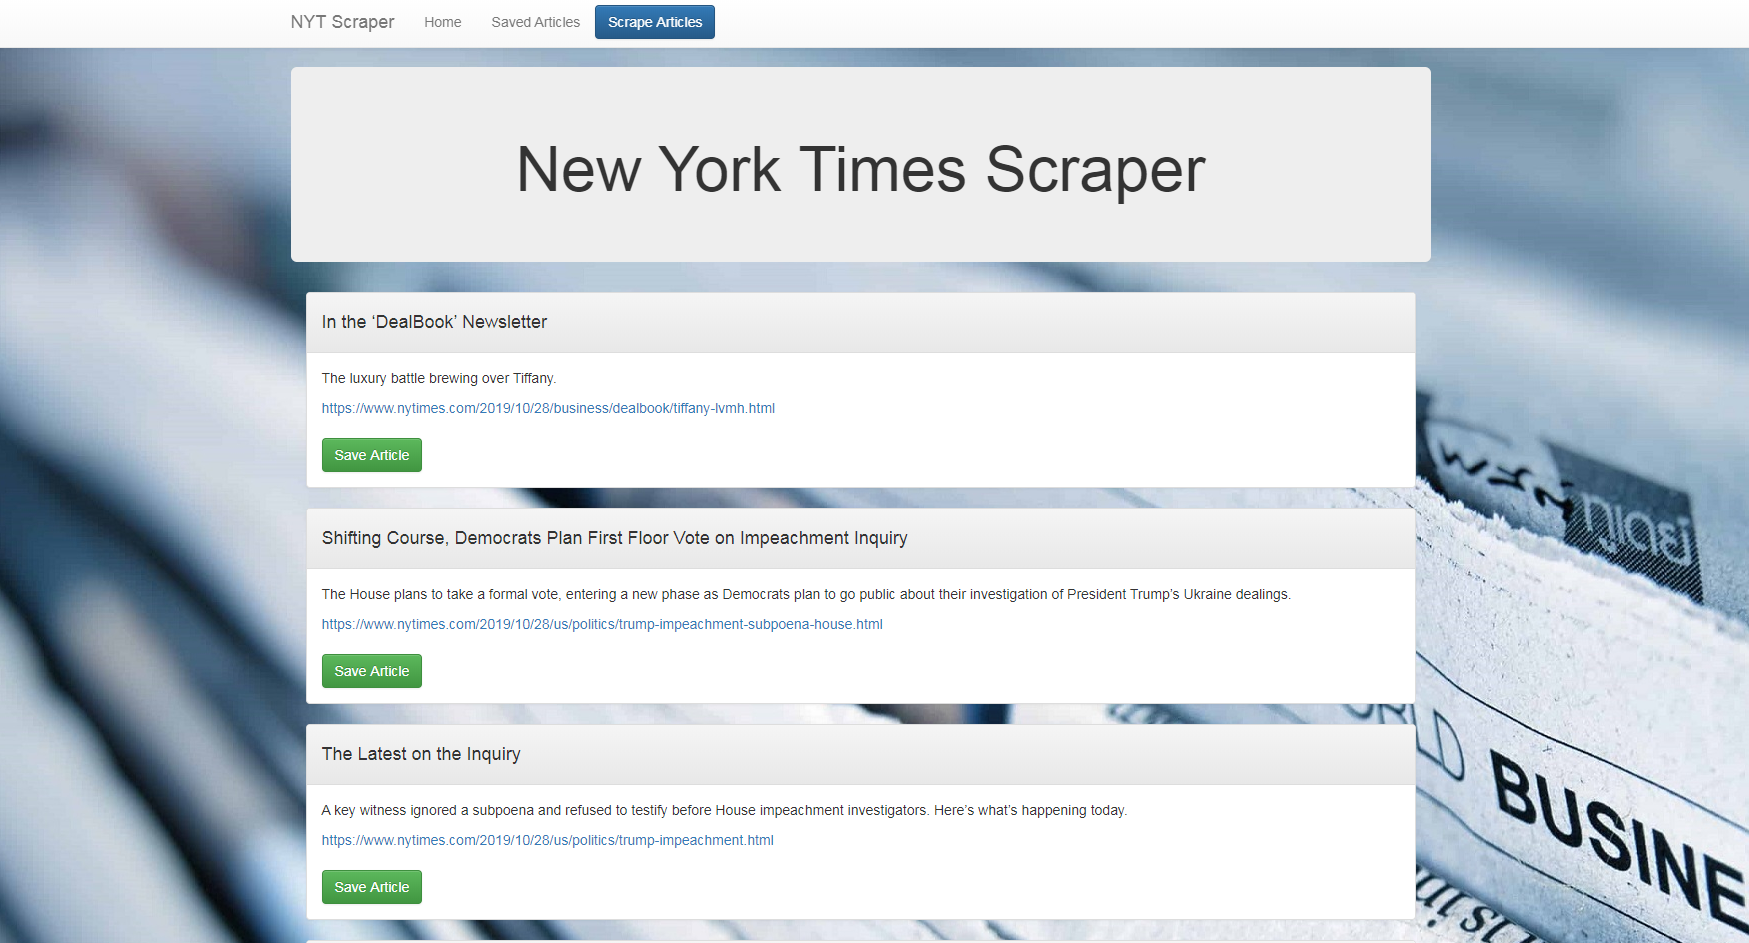 NYT Scraper Home Saved Articles Scrape Articles
New York Times Scraper
In the ‘DealBook’ Newsletter
The luxury battle brewing over Tiffany.
https://www.nytimes.com/2019/10/28/business/dealbook/tiffany-lvmh.html
Save Article
Shifting Course, Democrats Plan First Floor Vote on Impeachment Inquiry
The House plans to take a formal vote, entering a new phase as Democrats plan to go public about their investigation of President Trump’s Ukraine dealings.
https://www.nytimes.com/2019/10/28/us/politics/trump-impeachment-subpoena-house.html
Save Article
The Latest on the Inquiry
A key witness ignored a subpoena and refused to testify before House impeachment investigators. Here’s what’s happening today.
https://www.nytimes.com/2019/10/28/us/politics/trump-impeachment.html
Save Article
BUSINE